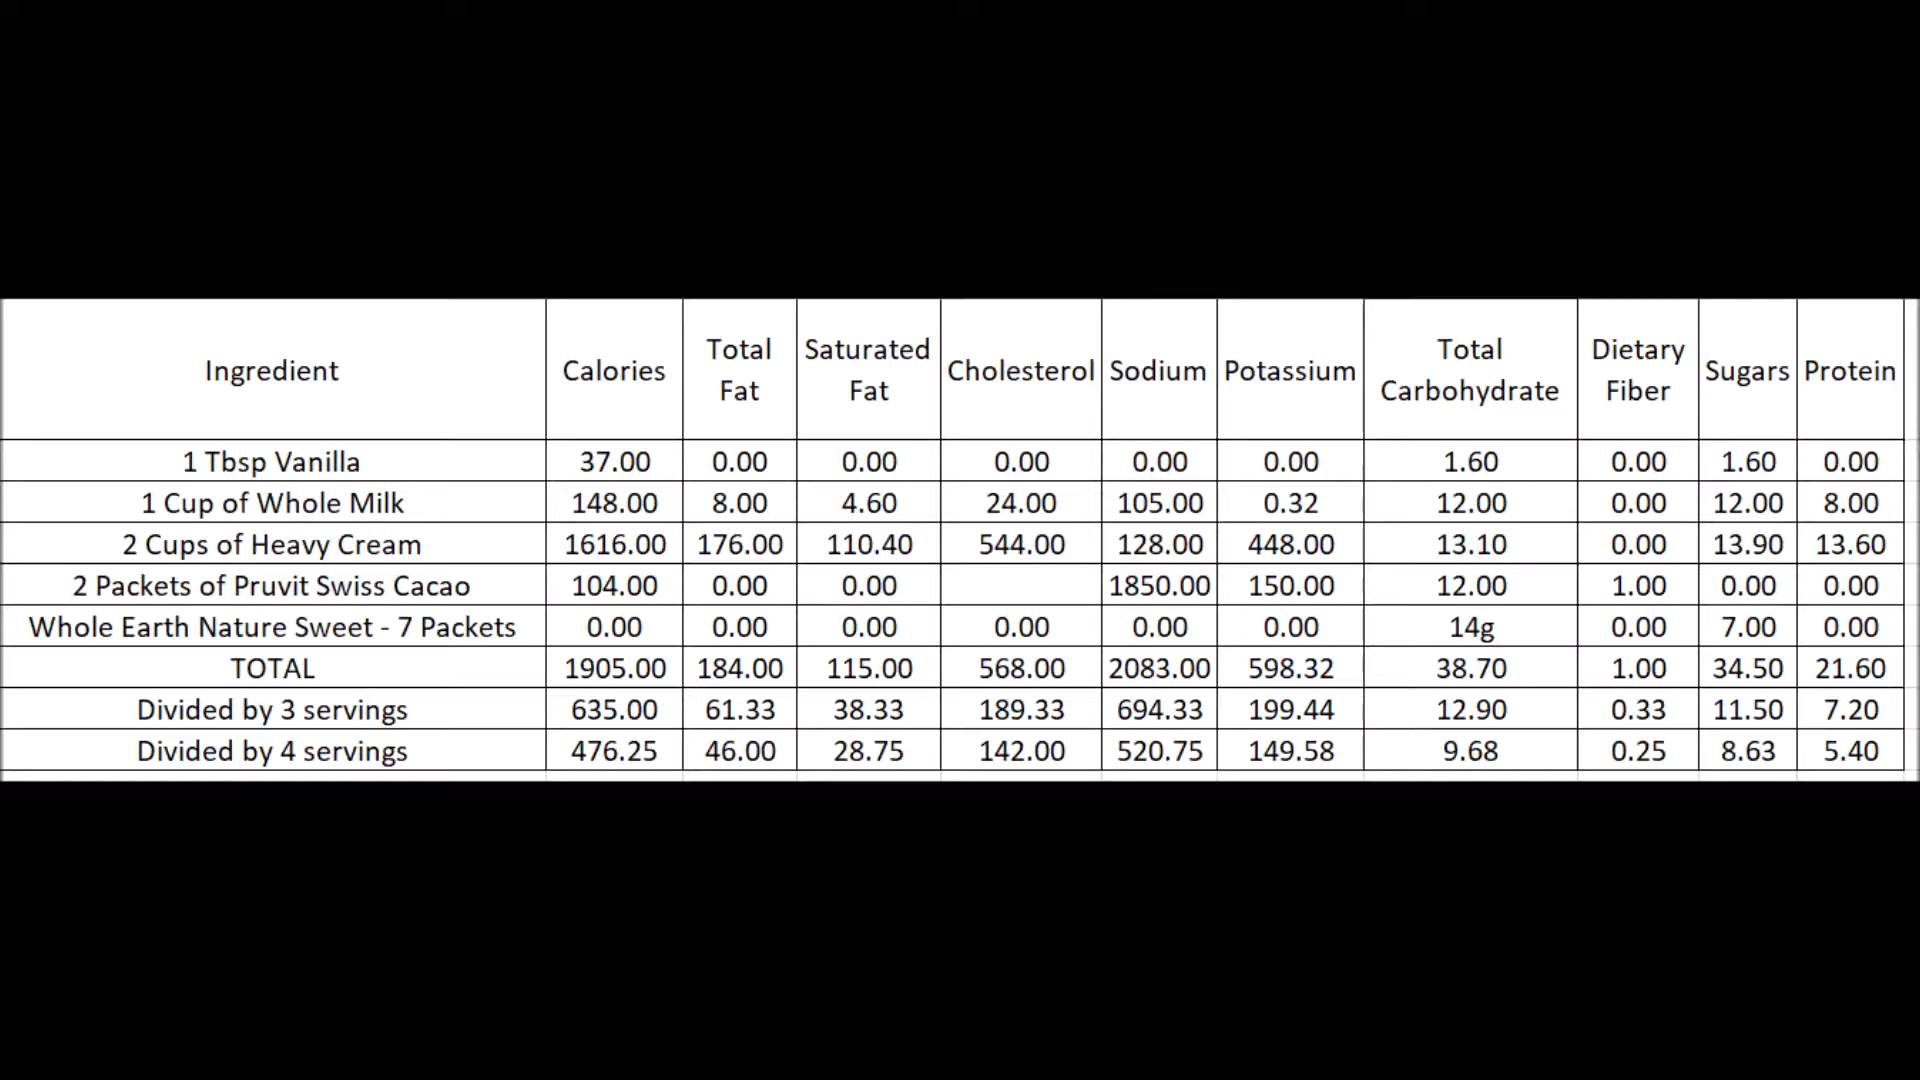 Ingredient Calories Total Fat Saturated Fat Cholesterol Sodium Potassium Total Carbohydrate Dietary Fiber Sugars Protein
1 Tbsp Vanilla 37.00 0.00 0.00 0.00 0.00 0.00 1.60 0.00 1.60 0.00
1 Cup of Whole Milk 148.00 8.00 4.60 24.00 105.00 0.32 12.00 0.00 12.00 8.00
2 Cups of Heavy Cream 1616.00 176.00 110.40 544.00 128.00 448.00 13.10 0.00 13.90 13.60
2 Packets of Pruvit Swiss Cacao 104.00 0.00 0.00 1850.00 150.00 12.00 1.00 0.00 0.00
Whole Earth Nature Sweet - 7 Packets 0.00 0.00 0.00 0.00 0.00 0.00 14g 0.00 7.00 0.00
TOTAL 1905.00 184.00 115.00 568.00 2083.00 598.32 38.70 1.00 34.50 21.60
Divided by 3 servings 635.00 61.33 38.33 189.33 694.33 199.44 12.90 0.33 11.50 7.20
Divided by 4 servings 476.25 46.00 28.75 142.00 520.75 149.58 9.68 0.25 8.63 5.40